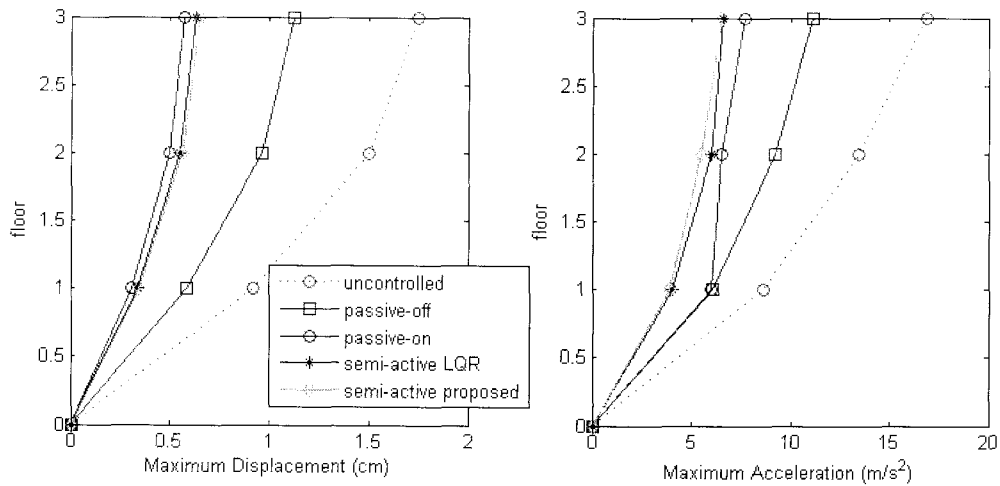 3
2.5
2
1.5
1
0.5
0
floor
0
0.5
1
1.5
2
Maximum Displacement (cm)
uncontrolled
passive-off
passive-on
semi-active LQR
semi-active proposed
3
2.5
2
1.5
1
0.5
0
floor
0
5
10
15
20
Maximum Acceleration (m/s²)